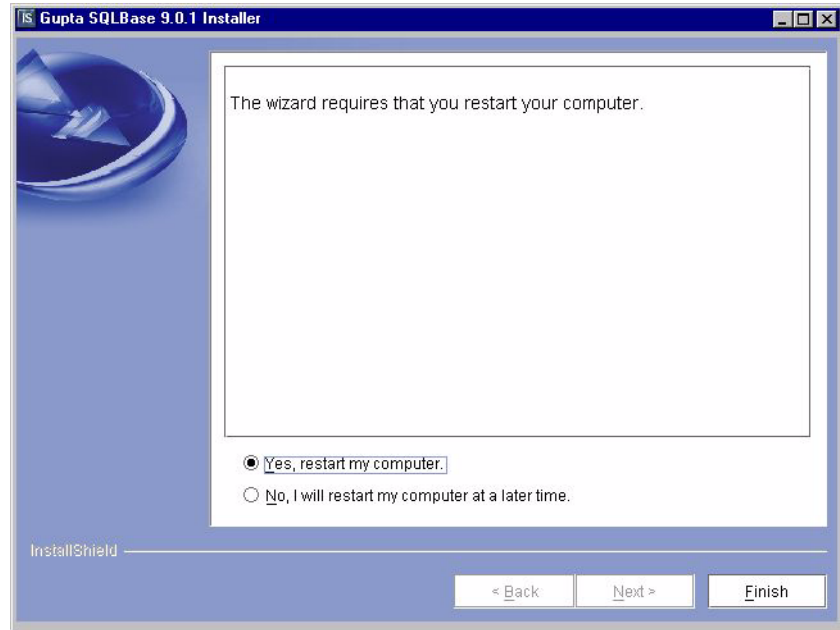 IS Gupta SQLBase 9.0.1 Installer
The wizard requires that you restart your computer.
Yes, restart my computer.
No, I will restart my computer at a later time.
InstallShield
< Back
Next >
Finish